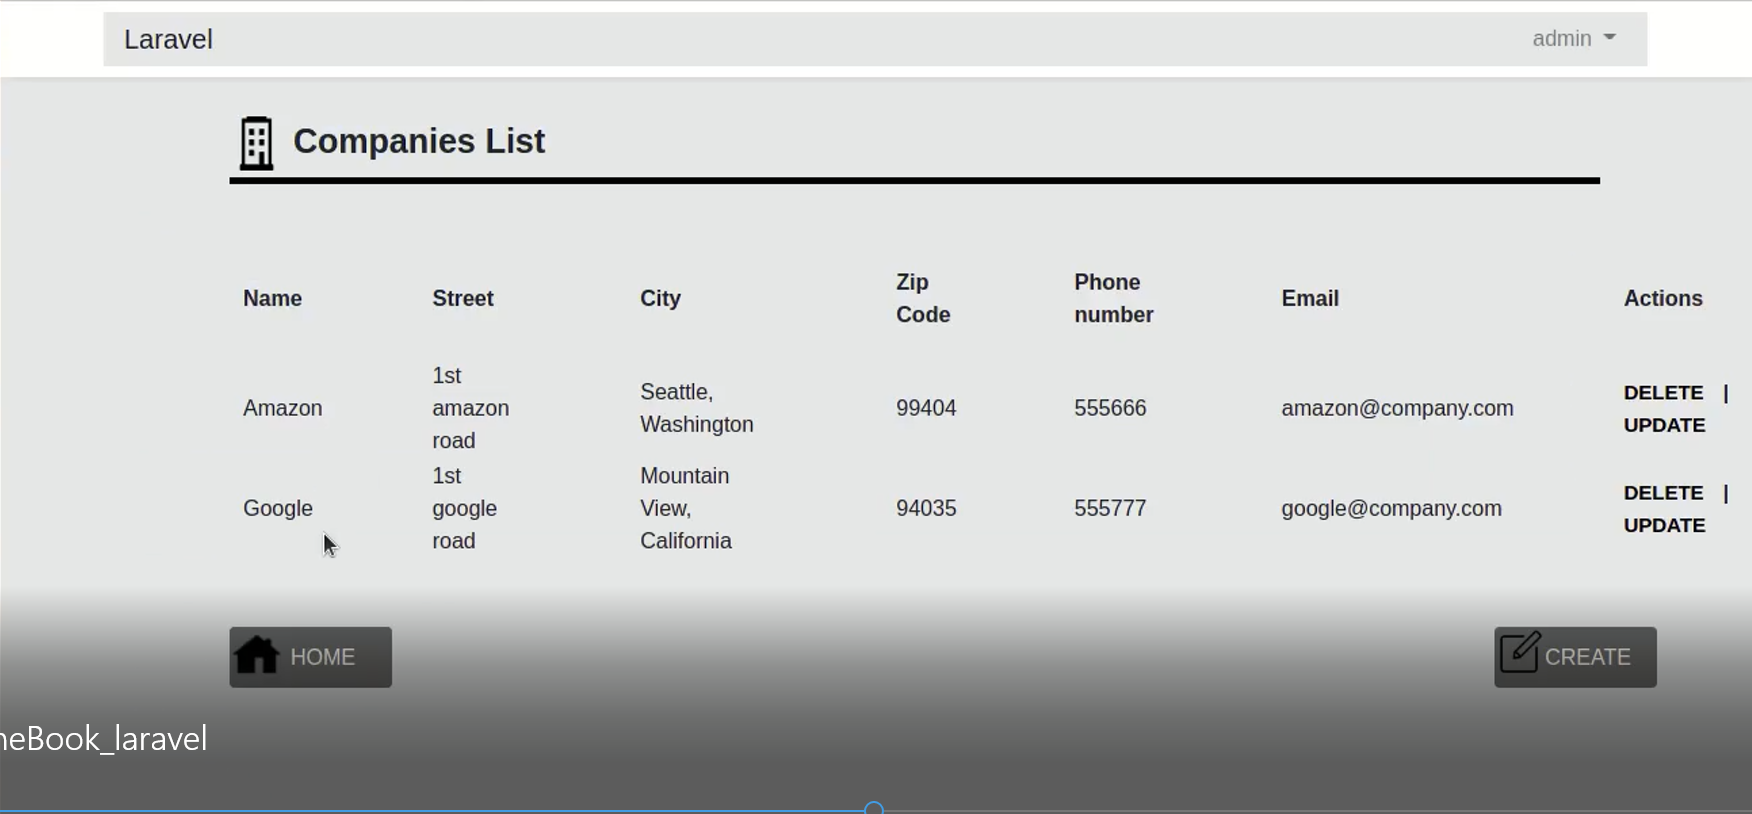 Laravel
admin
Companies List
Name Street City Zip Code Phone number Email Actions
Amazon 1st amazon road Seattle, Washington 99404 555666 amazon@company.com DELETE | UPDATE
Google 1st google road Mountain View, California 94035 555777 google@company.com DELETE | UPDATE
HOME
CREATE
neBook_laravel